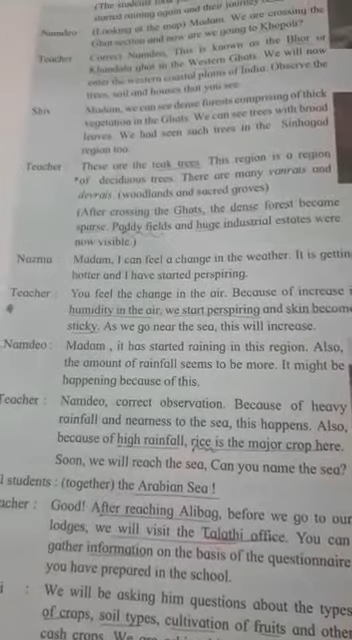 (The students
started raining again and their journey
Namdeo : (Looking at the map) Madam, We are crossing the
Ghat section and now are we going to Khopoli?
Teacher : Correct Namdeo, This is known as the Bhor or
Khandala ghat in the Western Ghats. We will now
enter the western coastal plains of India. Observe the
trees, soil and houses that you see.
Shiv : Madam, we can see dense forests comprising of thick
vegetation in the Ghats. We can see trees with broad
leaves. We had seen such trees in the Sinhagad
region too.
Teacher : These are the teak trees. This region is a region
of deciduous trees. There are many vanrais and
devrais. (woodlands and sacred groves)
(After crossing the Ghats, the dense forest became
sparse. Paddy fields and huge industrial estates were
now visible.)
Nazma : Madam, I can feel a change in the weather. It is gettin
hotter and I have started perspiring.
Teacher : You feel the change in the air. Because of increase i
humidity in the air, we start perspiring and skin become
sticky. As we go near the sea, this will increase.
Namdeo : Madam , it has started raining in this region. Also,
the amount of rainfall seems to be more. It might be
happening because of this.
Teacher : Namdeo, correct observation. Because of heavy
rainfall and nearness to the sea, this happens. Also,
because of high rainfall, rice is the major crop here.
Soon, we will reach the sea, Can you name the sea?
l students : (together) the Arabian Sea !
acher : Good! After reaching Alibag, before we go to our
lodges, we will visit the Talathi office. You can
gather information on the basis of the questionnaire
you have prepared in the school.
i : We will be asking him questions about the types
of crops, soil types, cultivation of fruits and other
cash crops. We are